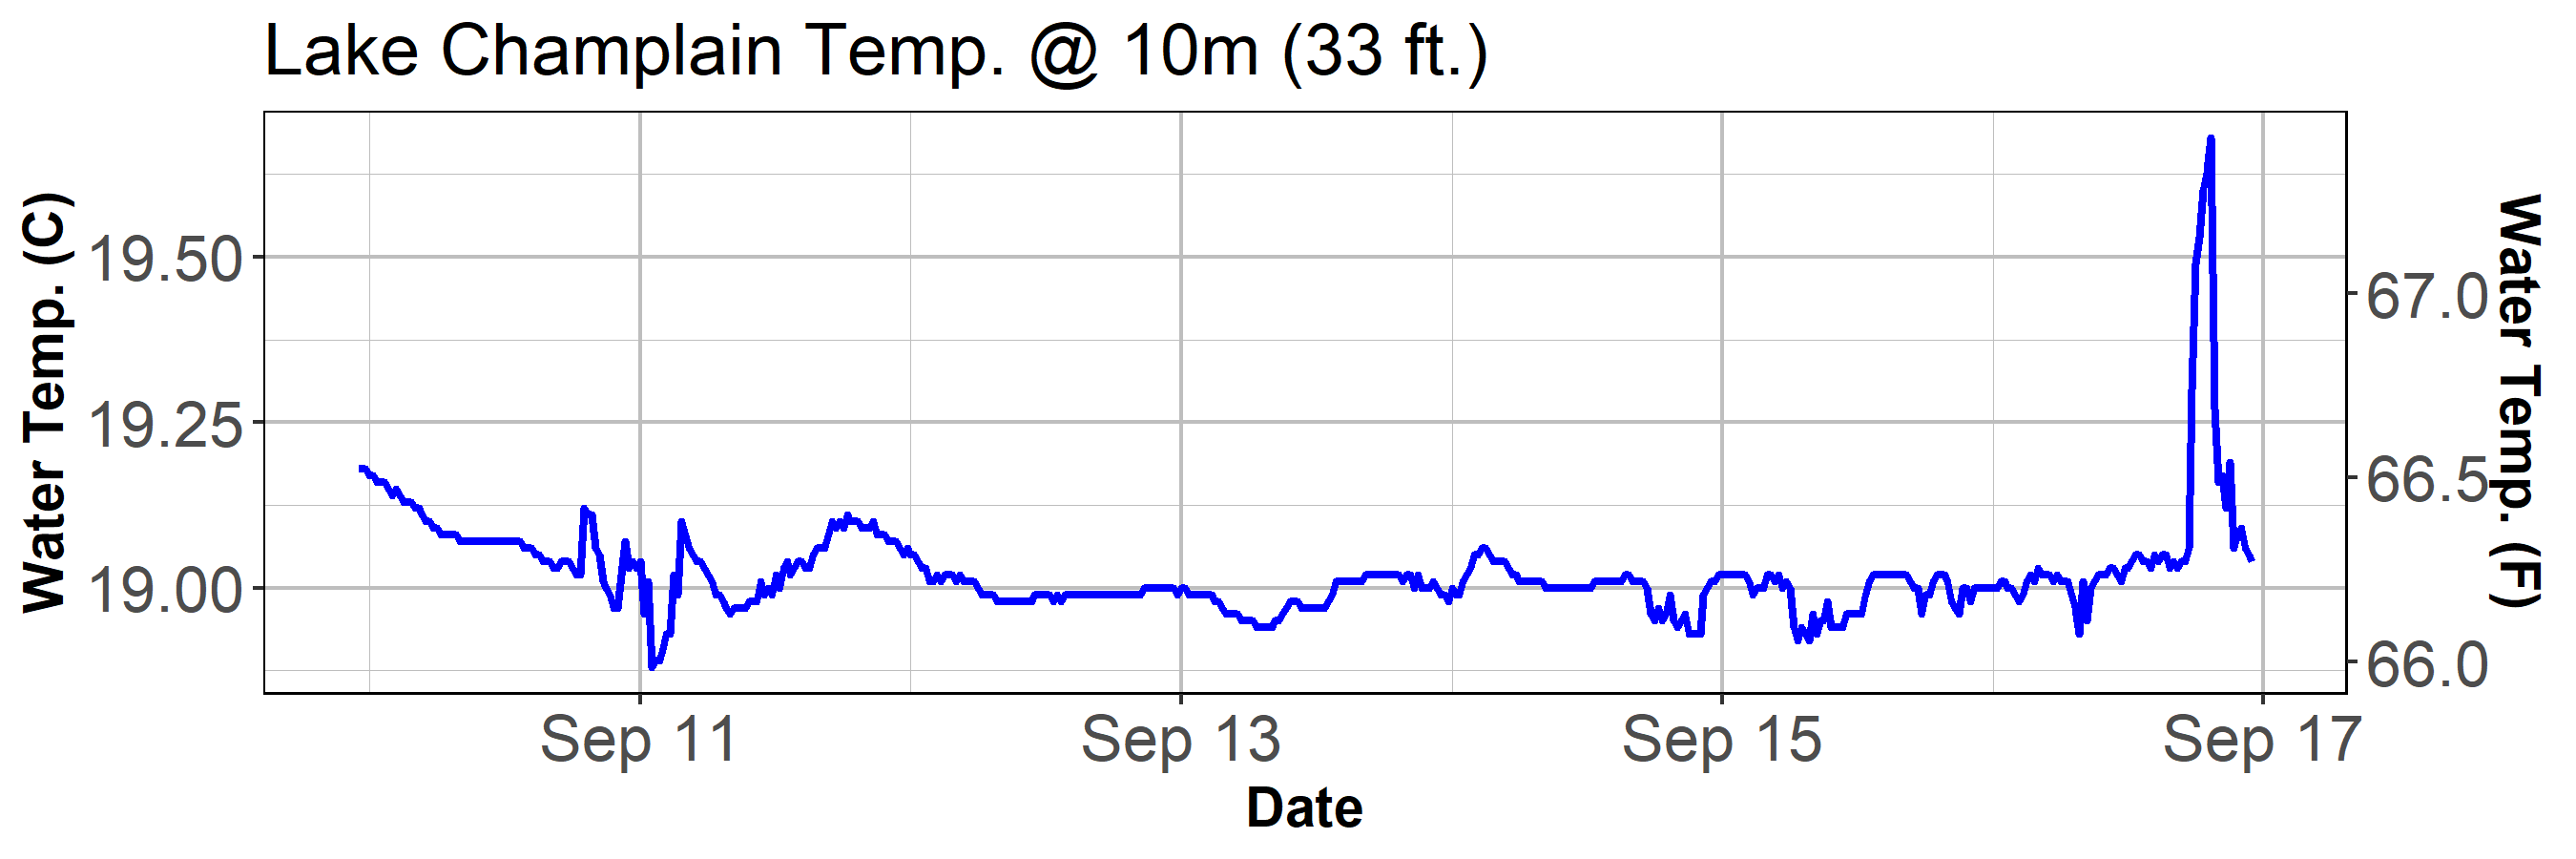 Lake Champlain Temp. @ 10m (33 ft.)
Water Temp. (C)
19.50
19.25
19.00
67.0
66.5
66.0
Water Temp. (F)
Sep 11 Sep 13 Sep 15 Sep 17
Date